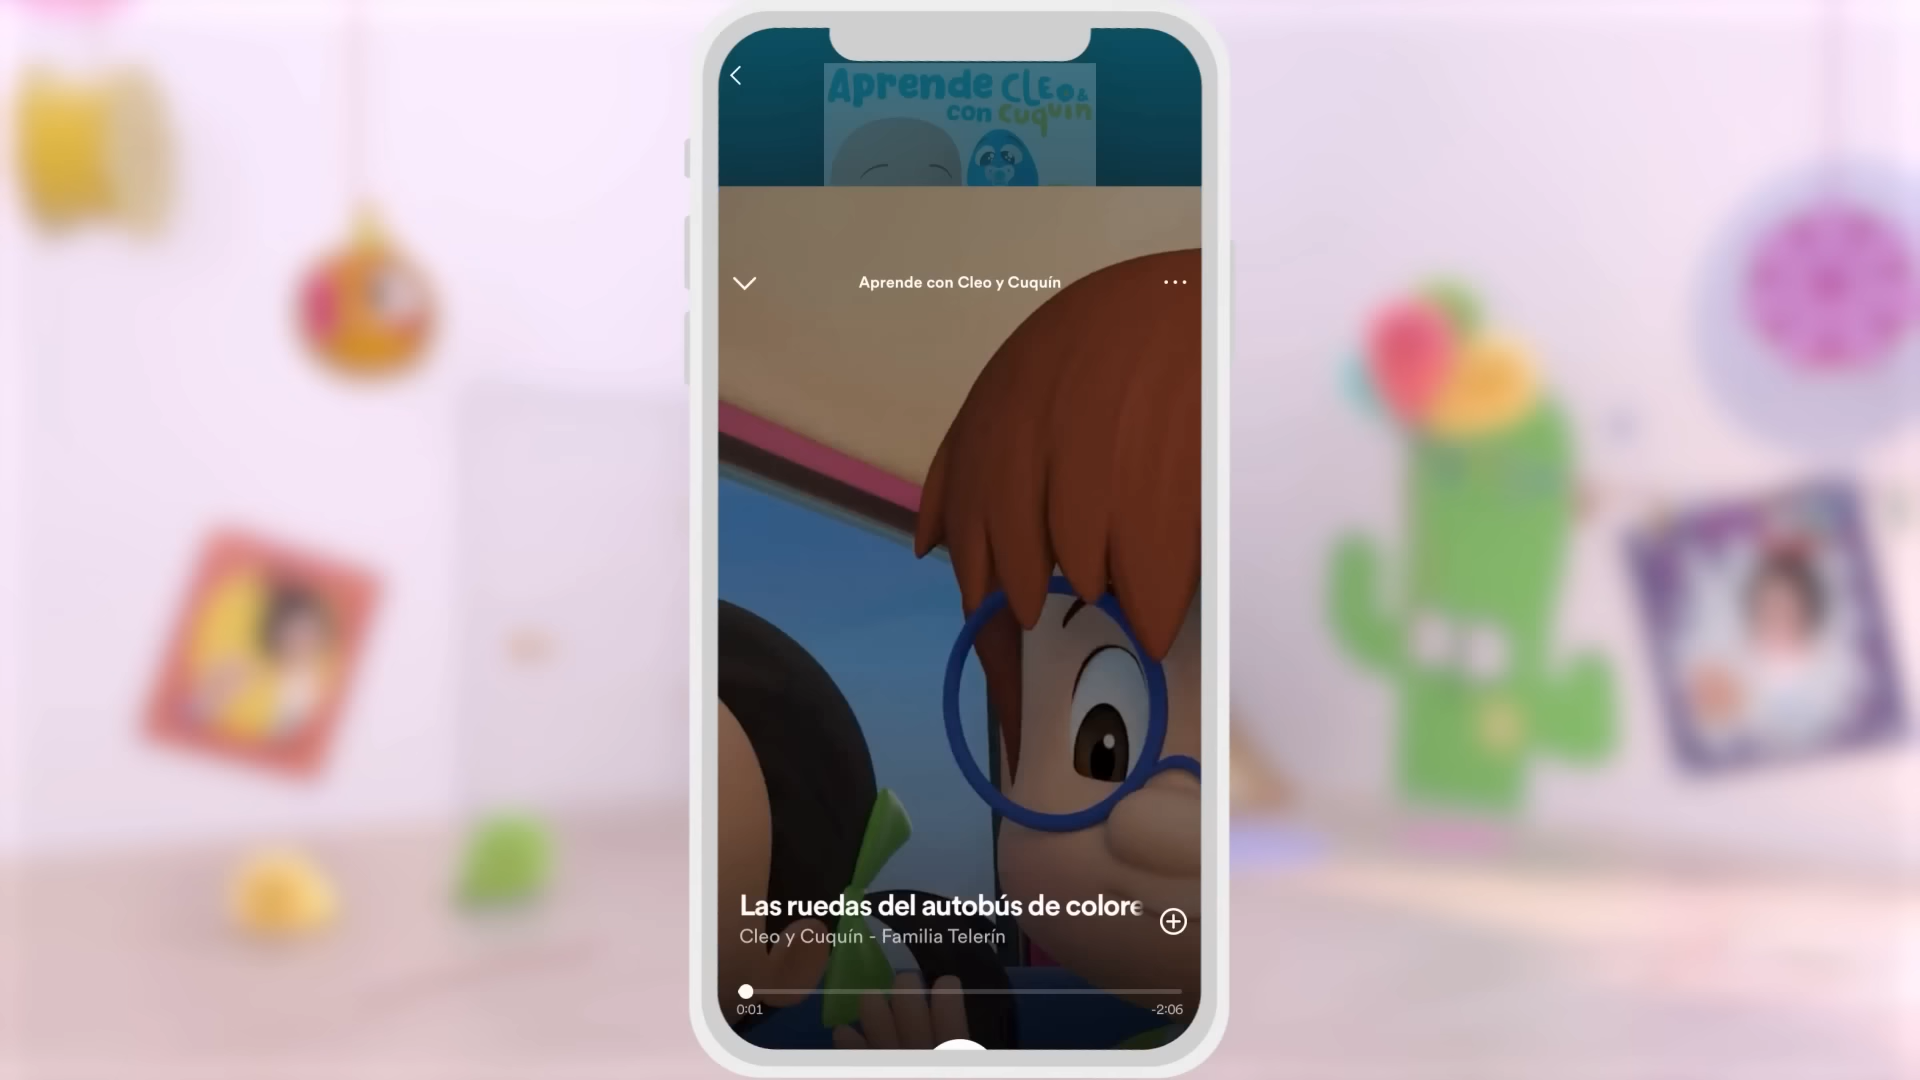 Aprende CLEO &
con cuquín
Aprende con Cleo y Cuquín
Las ruedas del autobús de colore
Cleo y Cuquín - Familia Telerín
0:01
-2:06